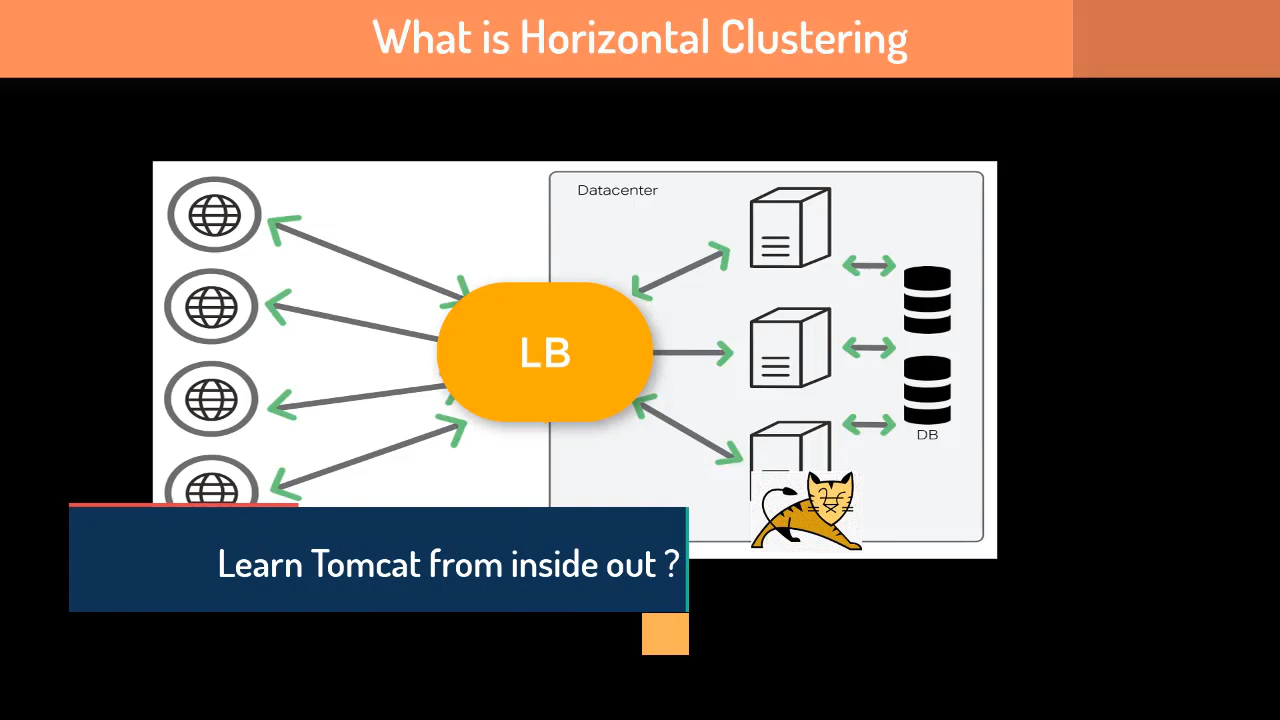 What is Horizontal Clustering
Datacenter
LB
DB
Learn Tomcat from inside out ?